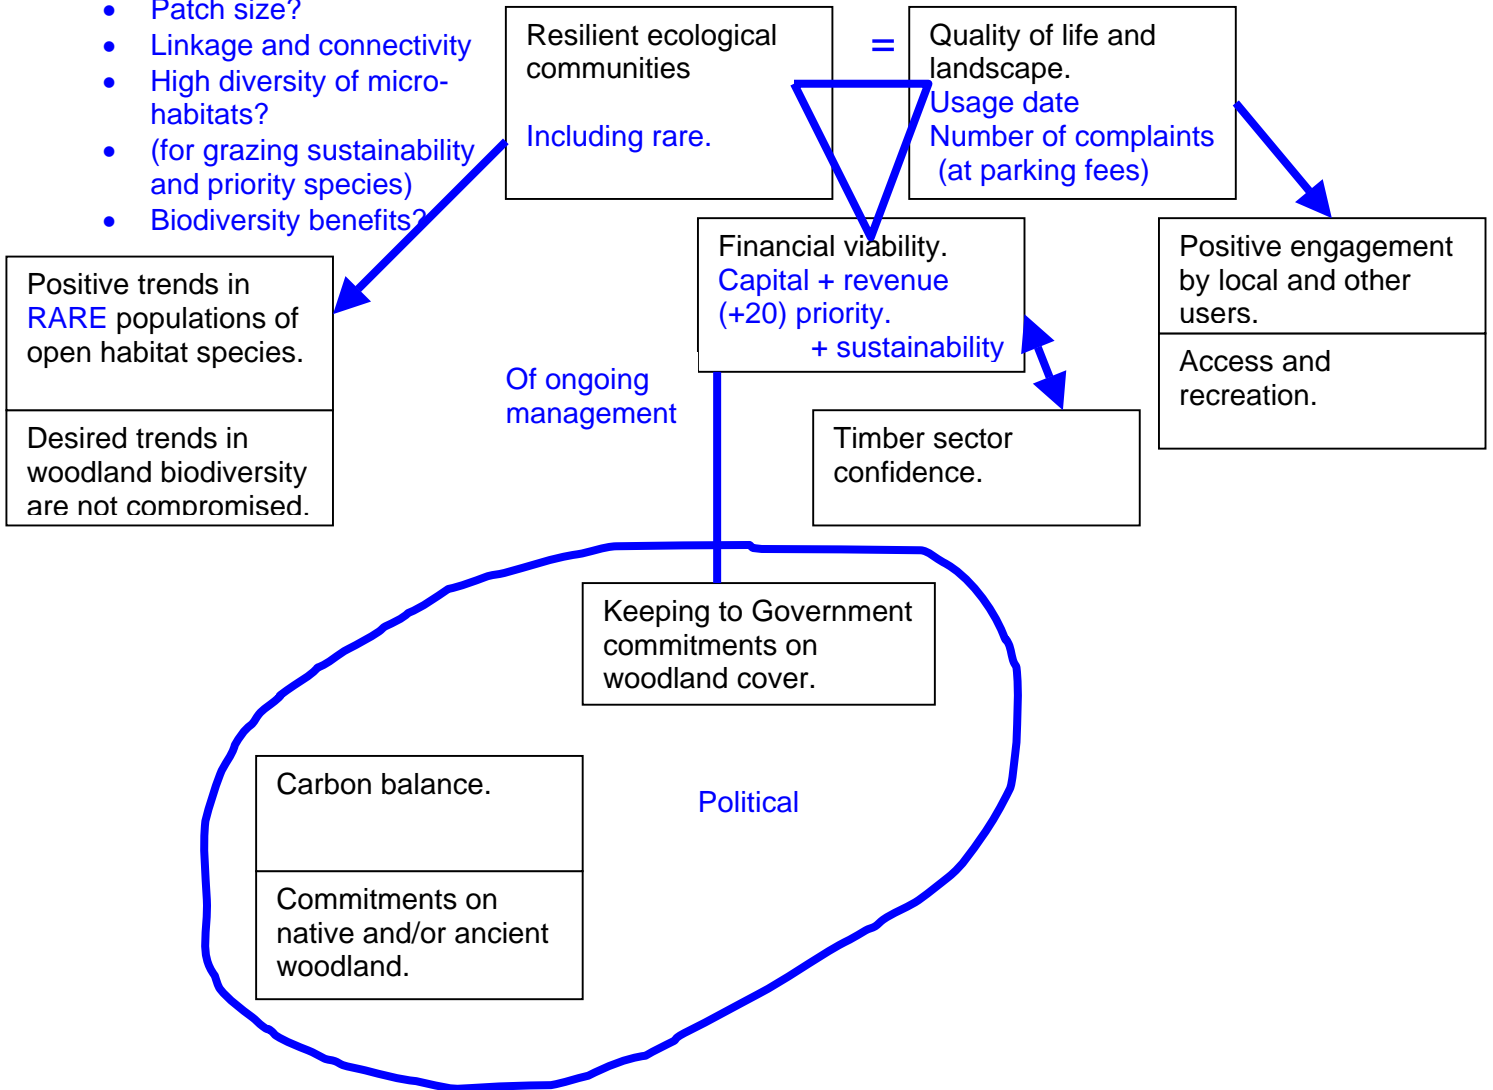 • Patch size?
• Linkage and connectivity
• High diversity of micro-
habitats?
• (for grazing sustainability
and priority species)
• Biodiversity benefits?
Resilient ecological
communities
Including rare.
=
Quality of life and
landscape.
Usage date
Number of complaints
(at parking fees)
Positive trends in
RARE populations of
open habitat species.
Desired trends in
woodland biodiversity
are not compromised.
Financial viability.
Capital + revenue
(+20) priority.
+ sustainability
Of ongoing
management
Positive engagement
by local and other
users.
Access and
recreation.
Timber sector
confidence.
Keeping to Government
commitments on
woodland cover.
Carbon balance.
Political
Commitments on
native and/or ancient
woodland.